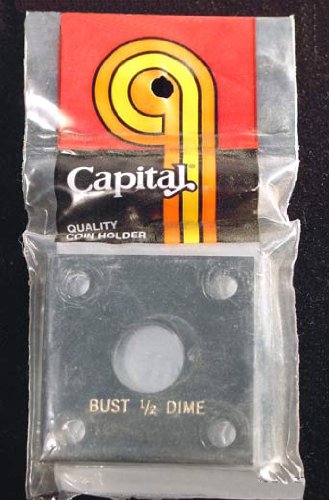 Capital
QUALITY
COIN HOLDER
BUST 1/2 DIME